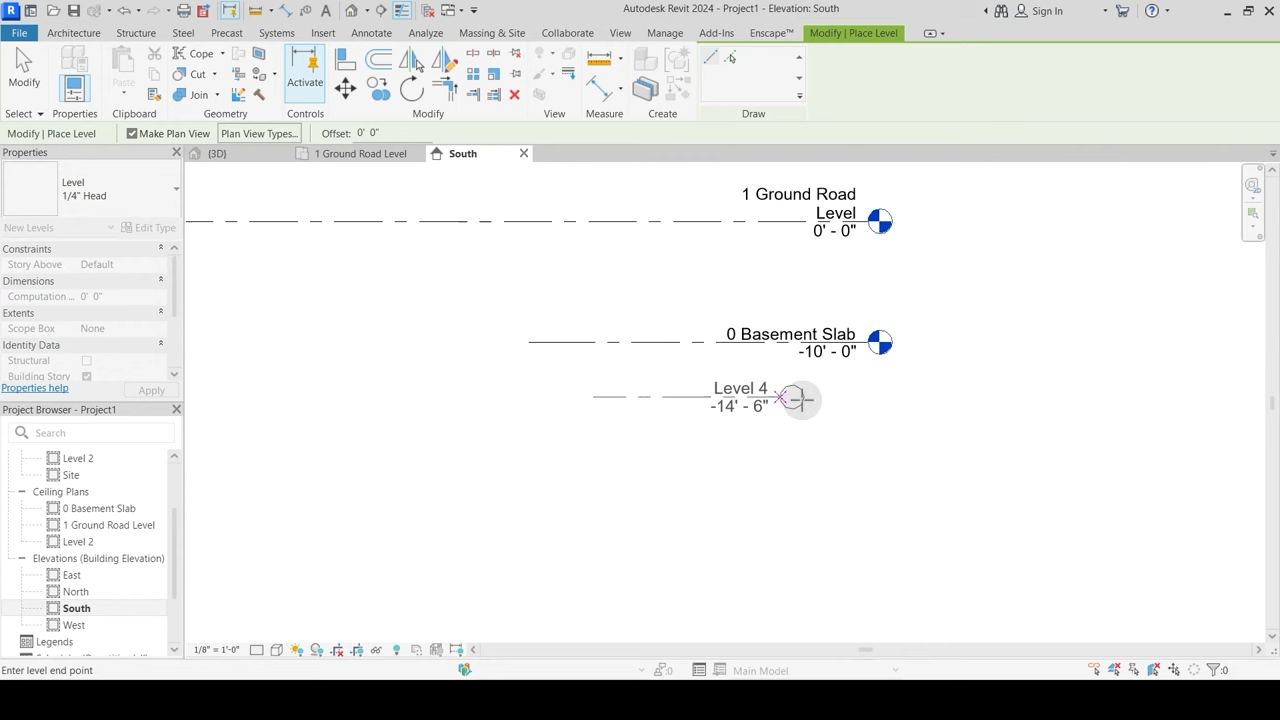 R Autodesk Revit 2024 - Project1 - Elevation: South Sign In
File Architecture Structure Steel Precast Systems Insert Annotate Analyze Massing & Site Collaborate View Manage Add-Ins Enscape™ Modify | Place Level
Modify Paste Cope Cut Join Activate
Select Properties Clipboard Geometry Controls Modify View Measure Create Draw
Modify | Place Level Make Plan View Plan View Types... Offset: 0' 0"
Properties
{3D} 1 Ground Road Level South
Level
1/4" Head
New Levels Edit Type
Constraints
Story Above Default
Dimensions
Computation ... 0' 0"
Extents
Scope Box None
Identity Data
Structural
Building Story
Properties help Apply
Project Browser - Project1
Search
Level 2
Site
Ceiling Plans
0 Basement Slab
1 Ground Road Level
Level 2
Elevations (Building Elevation)
East
North
South
West
Legends
1 Ground Road
Level
0' - 0"
0 Basement Slab
-10' - 0"
Level 4
-14' - 6"
1/8" = 1'-0"
Enter level end point :0 Main Model :0